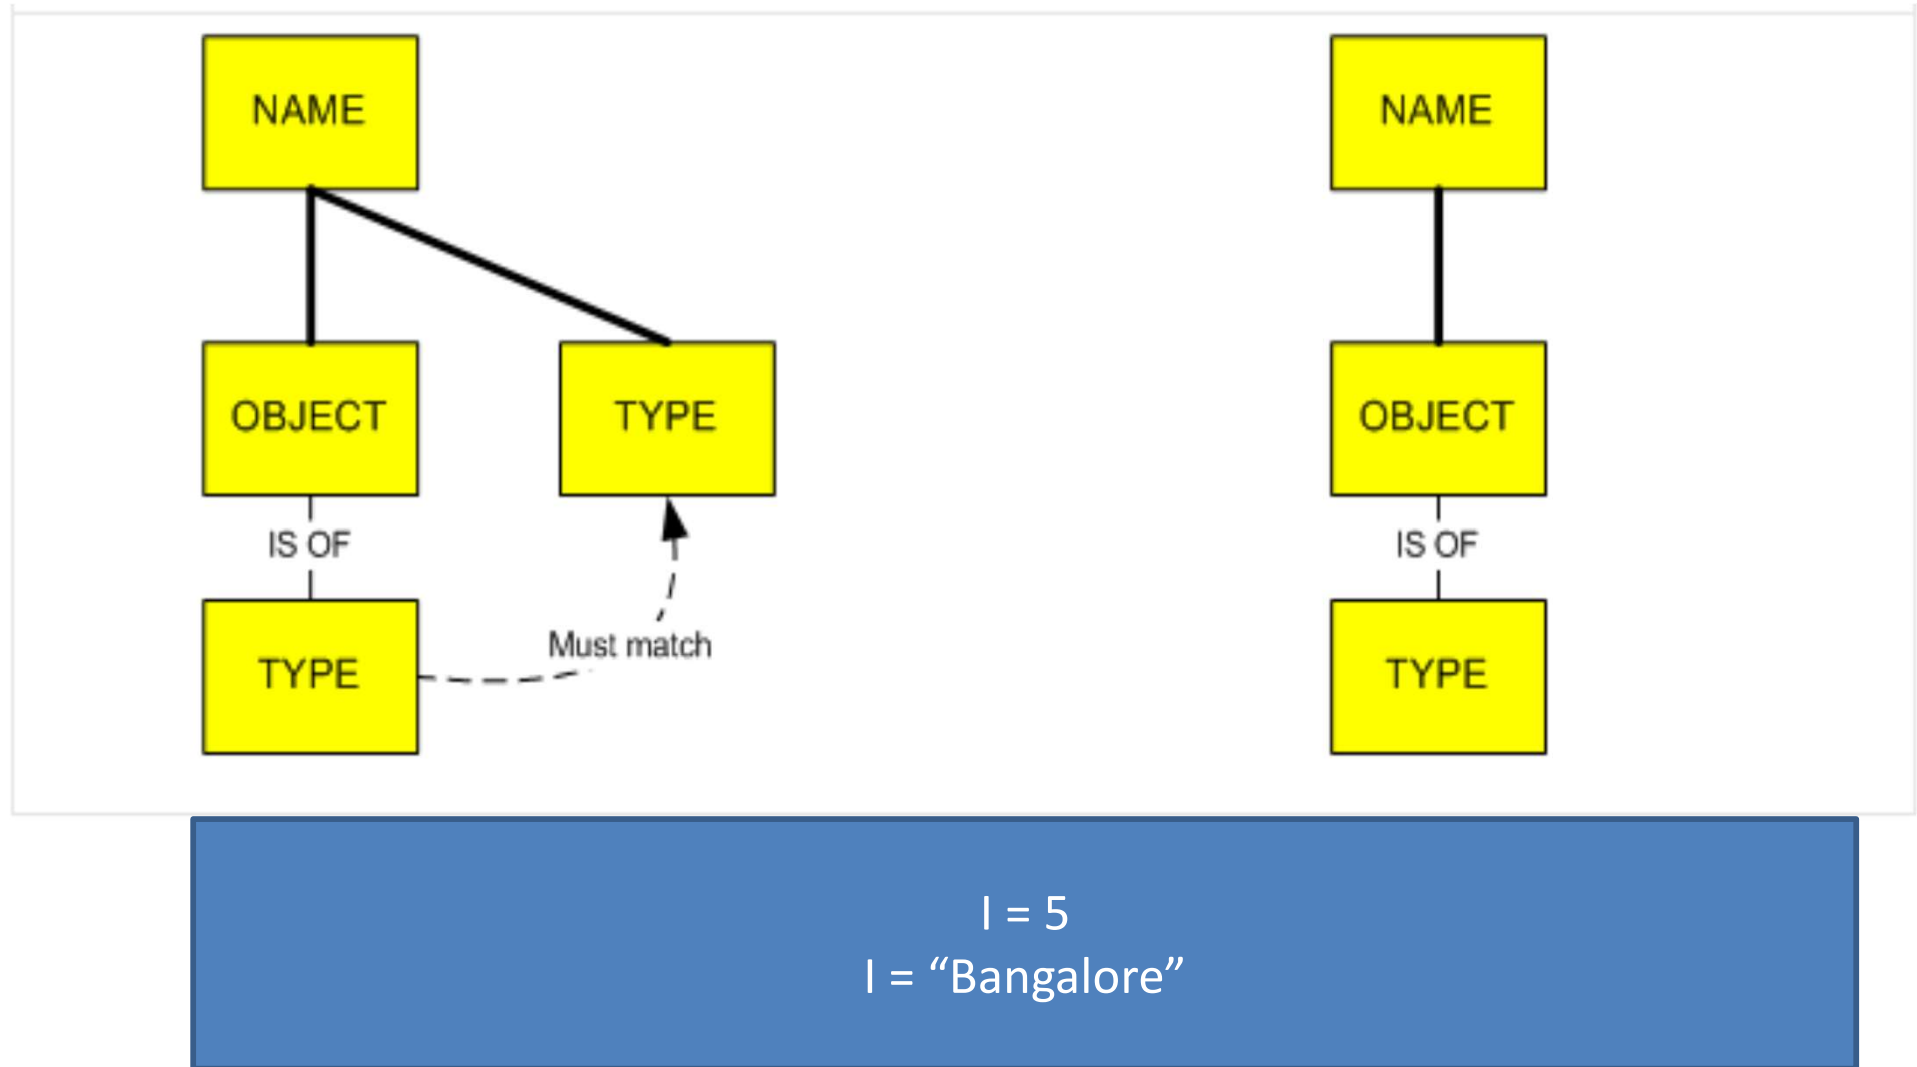 NAME
NAME
OBJECT
TYPE
OBJECT
IS OF
IS OF
Must match
TYPE
TYPE
I = 5
I = “Bangalore”